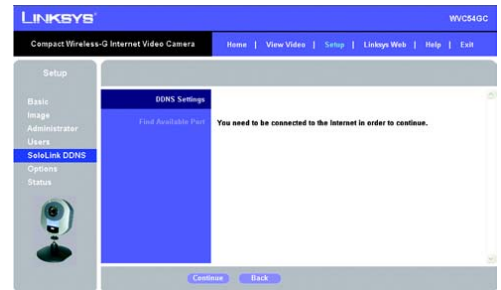 LINKSYS®
WVC54GC
Compact Wireless-G Internet Video Camera
Home | View Video | Setup | Linksys Web | Help | Exit
Setup
Basic
Image
Administrator
Users
SoloLink DDNS
Options
Status
DDNS Settings
Find Available Port
You need to be connected to the Internet in order to continue.
Continue
Back